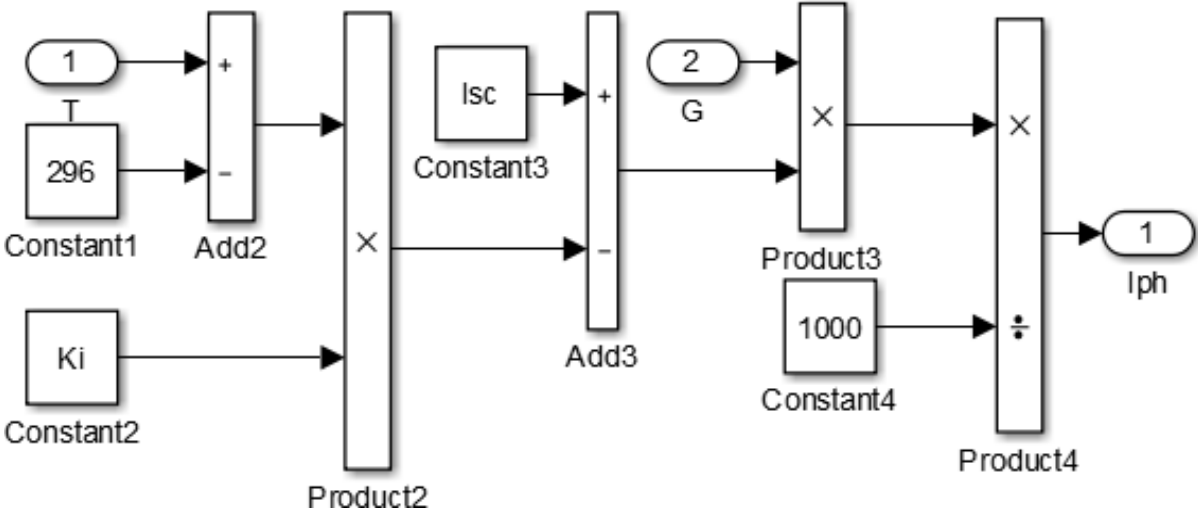 1
T
+
296
−
Constant1
Add2
Ki
Constant2
×
Product2
Isc
Constant3
+
−
Add3
2
G
×
Product3
1000
Constant4
×
÷
Product4
1
Iph